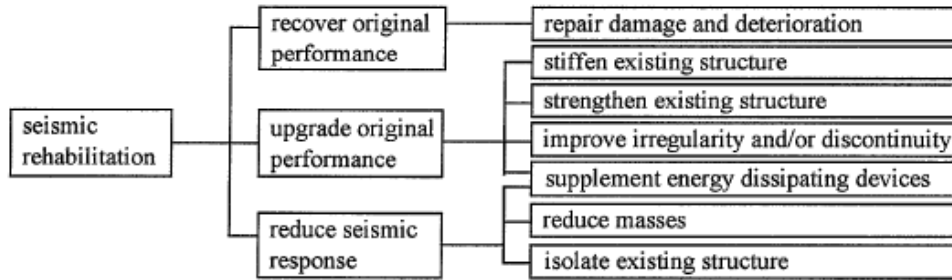 recover original
performance
repair damage and deterioration
stiffen existing structure
strengthen existing structure
seismic
rehabilitation
upgrade original
performance
improve irregularity and/or discontinuity
supplement energy dissipating devices
reduce seismic
response
reduce masses
isolate existing structure